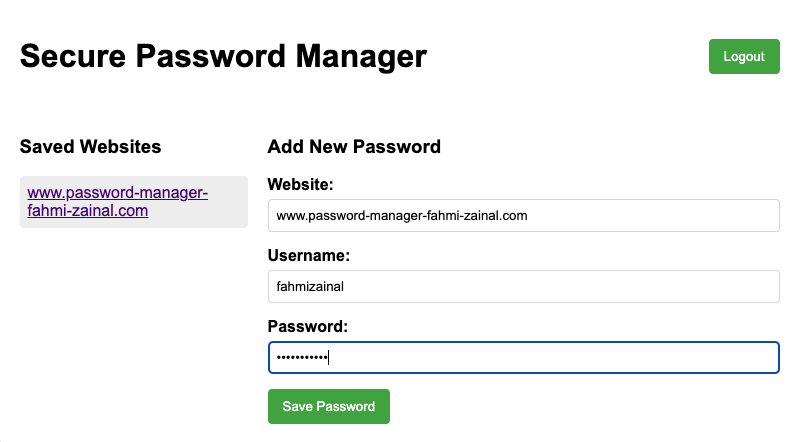 Secure Password Manager
Logout
Saved Websites
www.password-manager-
fahmi-zainal.com
Add New Password
Website:
www.password-manager-fahmi-zainal.com
Username:
fahmizainal
Password:
•••••••••••
Save Password